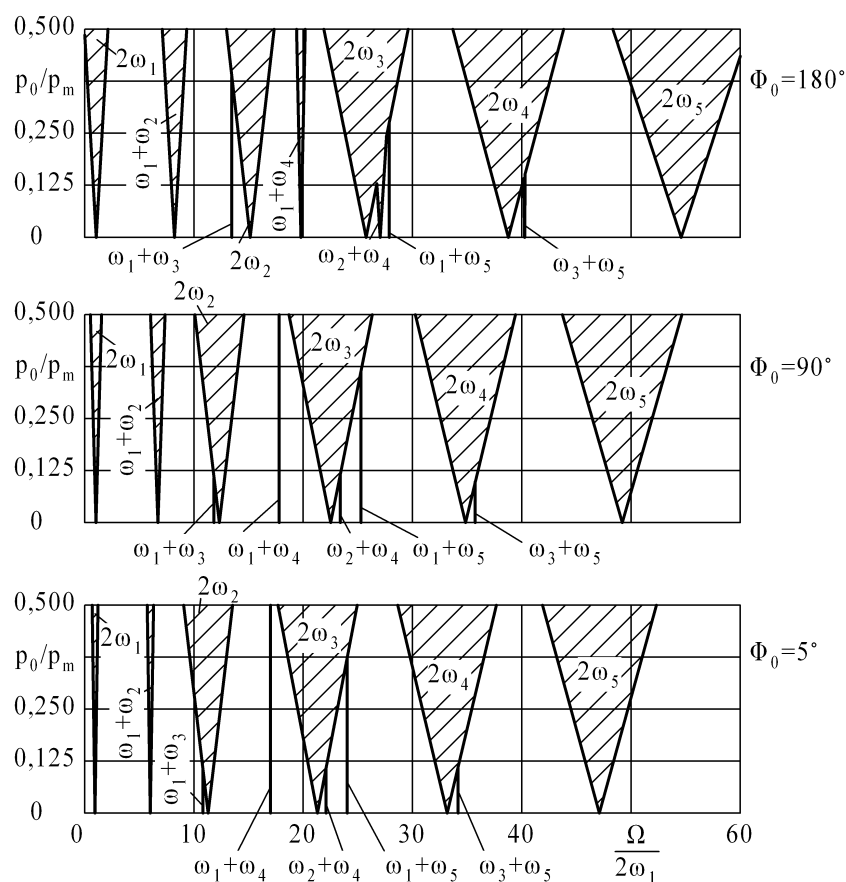 0,500
2ω₁
2ω₃
p₀/pₘ
Φ₀=180°
2ω₄
2ω₅
0,250
ω₁+ω₂
ω₁+ω₄
0,125
0
ω₁+ω₃
2ω₂
ω₂+ω₄
ω₁+ω₅
ω₃+ω₅
2ω₂
0,500
2ω₁
2ω₃
p₀/pₘ
Φ₀=90°
2ω₄
2ω₅
0,250
ω₁+ω₂
0,125
0
ω₁+ω₃
ω₁+ω₄
ω₂+ω₄
ω₁+ω₅
ω₃+ω₅
2ω₂
0,500
2ω₁
2ω₃
p₀/pₘ
Φ₀=5°
2ω₄
2ω₅
0,250
ω₁+ω₂
ω₁+ω₃
0,125
0
0 10 20 30 40 Ω/2ω₁ 60
ω₁+ω₄
ω₂+ω₄
ω₁+ω₅
ω₃+ω₅